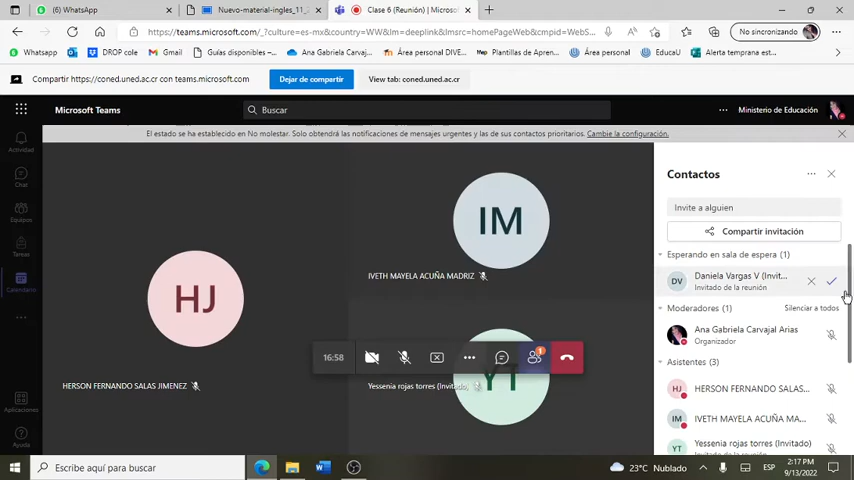 (5) WhatsApp
Nuevo-material-ingles_11_
Clase 6 (Reunión) | Microsof
https://teams.microsoft.com/_?culture=es-mx&country=WW&lm=deeplink&lmsrc=homePageWeb&cmpid=WebS...
No sincronizando
Whatsapp
DROP cole
Gmail
Guías disponibles –...
Ana Gabriela Carvaj...
Área personal DIVE...
Plantillas de Apren...
Área personal
EducaU
Alerta temprana est...
Compartir https://coned.uned.ac.cr con teams.microsoft.com
Dejar de compartir
View tab: coned.uned.ac.cr
Microsoft Teams
Buscar
Ministerio de Educación
El estado se ha establecido en No molestar. Solo obtendrá las notificaciones de mensajes urgentes y las de sus contactos prioritarios. Cambie la configuración.
Actividad
Chat
Equipos
Tareas
Calendario
Aplicaciones
Ayuda
HJ
HERSON FERNANDO SALAS JIMENEZ
IM
IVETH MAYELA ACUÑA MADRIZ
YT
Yessenia rojas torres (Invitado)
16:58
1
Contactos
Invite a alguien
Compartir invitación
Esperando en sala de espera (1)
DV
Daniela Vargas V (Invit...
Invitado de la reunión
Moderadores (1)
Silenciar a todos
Ana Gabriela Carvajal Arias
Organizador
Asistentes (3)
HJ
HERSON FERNANDO SALAS...
IM
IVETH MAYELA ACUÑA MA...
YT
Yessenia rojas torres (Invitado)
Invitado de la reunión
Escribe aquí para buscar
23°C Nublado
ESP
2:17 PM
9/13/2022